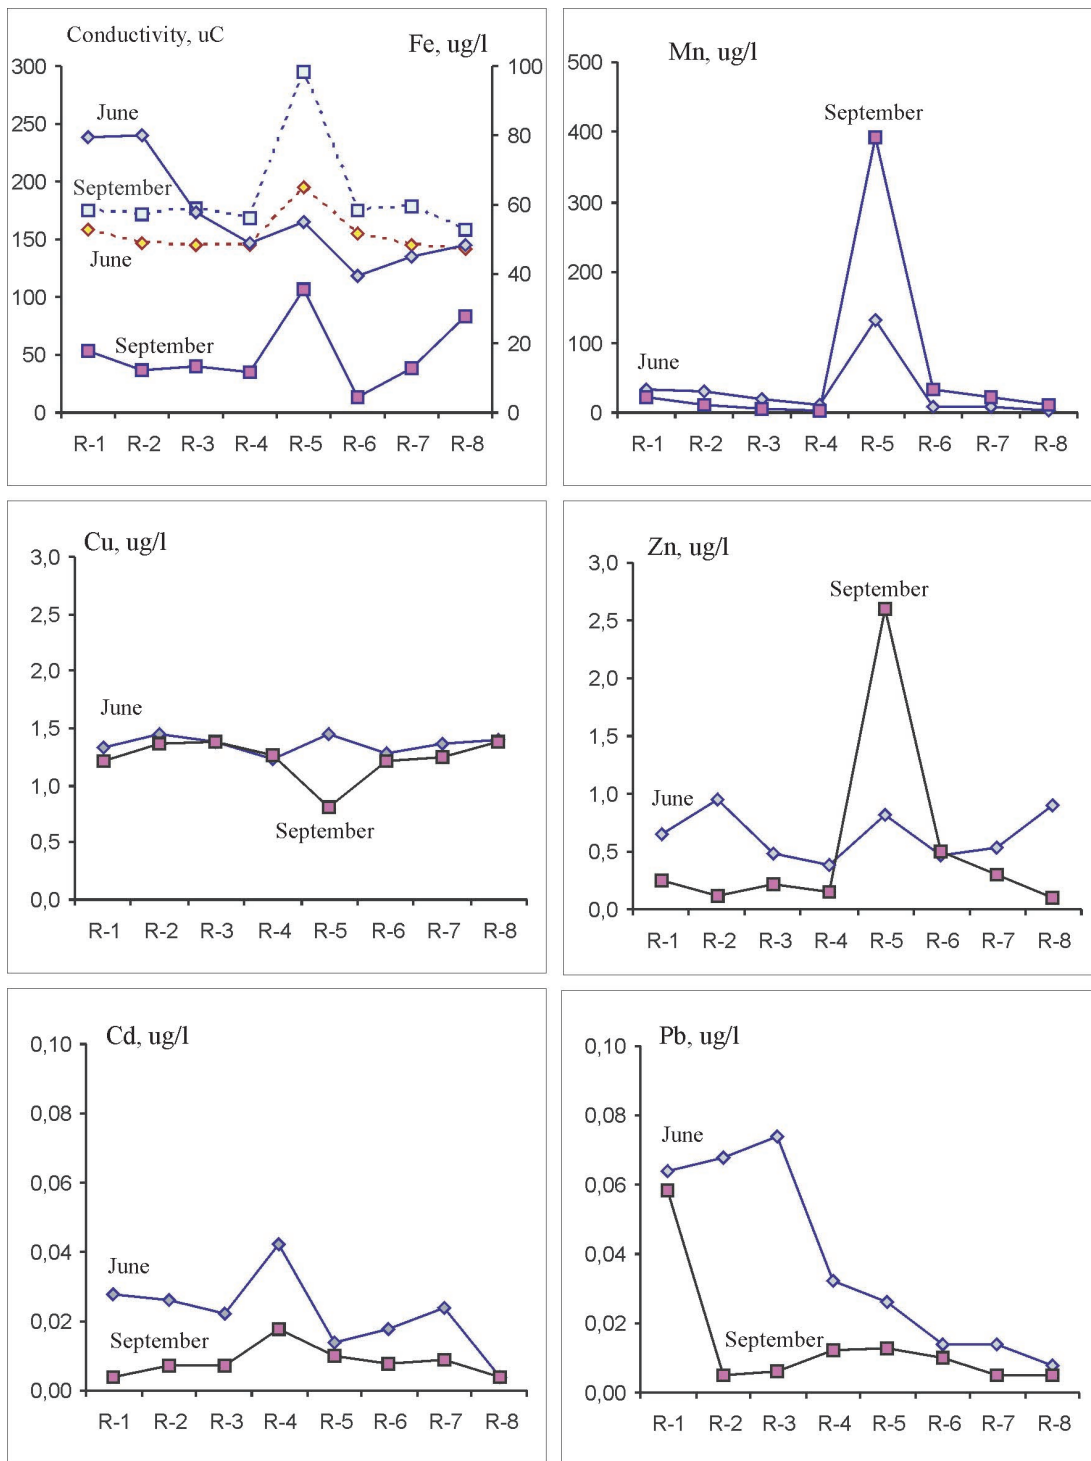 Conductivity, uC
Fe, ug/l
300
250
200
150
100
50
0
100
80
60
40
20
0
June
September
June
September
R-1 R-2 R-3 R-4 R-5 R-6 R-7 R-8
Mn, ug/l
500
400
300
200
100
0
September
June
R-1 R-2 R-3 R-4 R-5 R-6 R-7 R-8
Cu, ug/l
3,0
2,5
2,0
1,5
1,0
0,5
0,0
June
September
R-1 R-2 R-3 R-4 R-5 R-6 R-7 R-8
Zn, ug/l
3,0
2,5
2,0
1,5
1,0
0,5
0,0
September
June
R-1 R-2 R-3 R-4 R-5 R-6 R-7 R-8
Cd, ug/l
0,10
0,08
0,06
0,04
0,02
0,00
June
September
R-1 R-2 R-3 R-4 R-5 R-6 R-7 R-8
Pb, ug/l
0,10
0,08
0,06
0,04
0,02
0,00
June
September
R-1 R-2 R-3 R-4 R-5 R-6 R-7 R-8